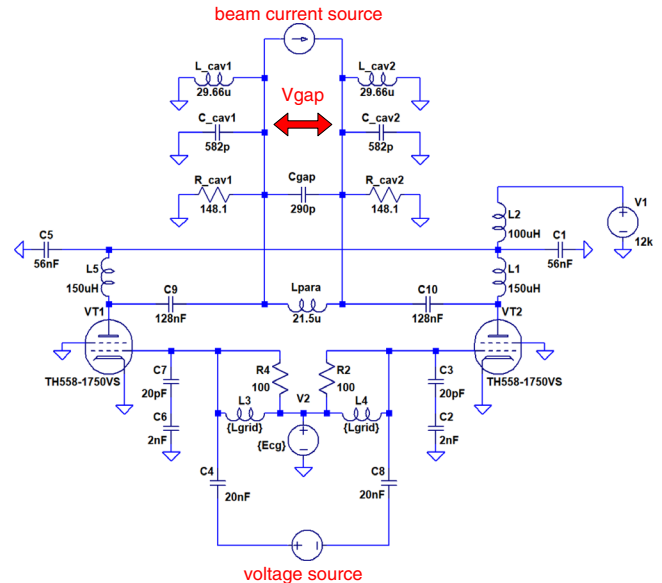 beam current source
L_cav1
29.66u
L_cav2
29.66u
Vgap
C_cav1
582p
C_cav2
582p
R_cav1
148.1
Cgap
290p
R_cav2
148.1
L2
100uH
V1
12k
C5
56nF
C1
56nF
L5
150uH
L1
150uH
C9
128nF
Lpara
21.5u
C10
128nF
VT1
VT2
TH558-1750VS
TH558-1750VS
C7
20pF
R4
100
R2
100
C3
20pF
L3
{Lgrid}
V2
L4
{Lgrid}
C6
2nF
{Ecg}
C2
2nF
C4
20nF
C8
20nF
voltage source